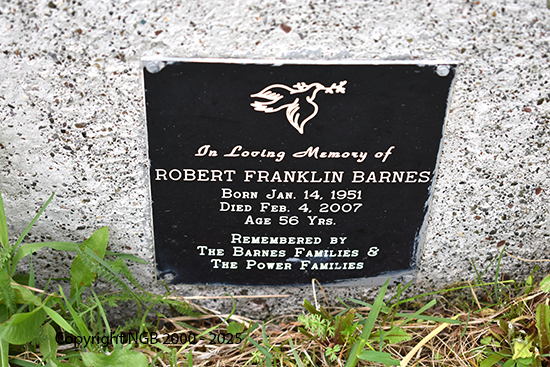 In Loving Memory of
ROBERT FRANKLIN BARNES
BORN JAN. 14, 1951
DIED FEB. 4, 2007
AGE 56 YRS.
REMEMBERED BY
THE BARNES FAMILIES &
THE POWER FAMILIES
Copyright NGB 2000 - 2025